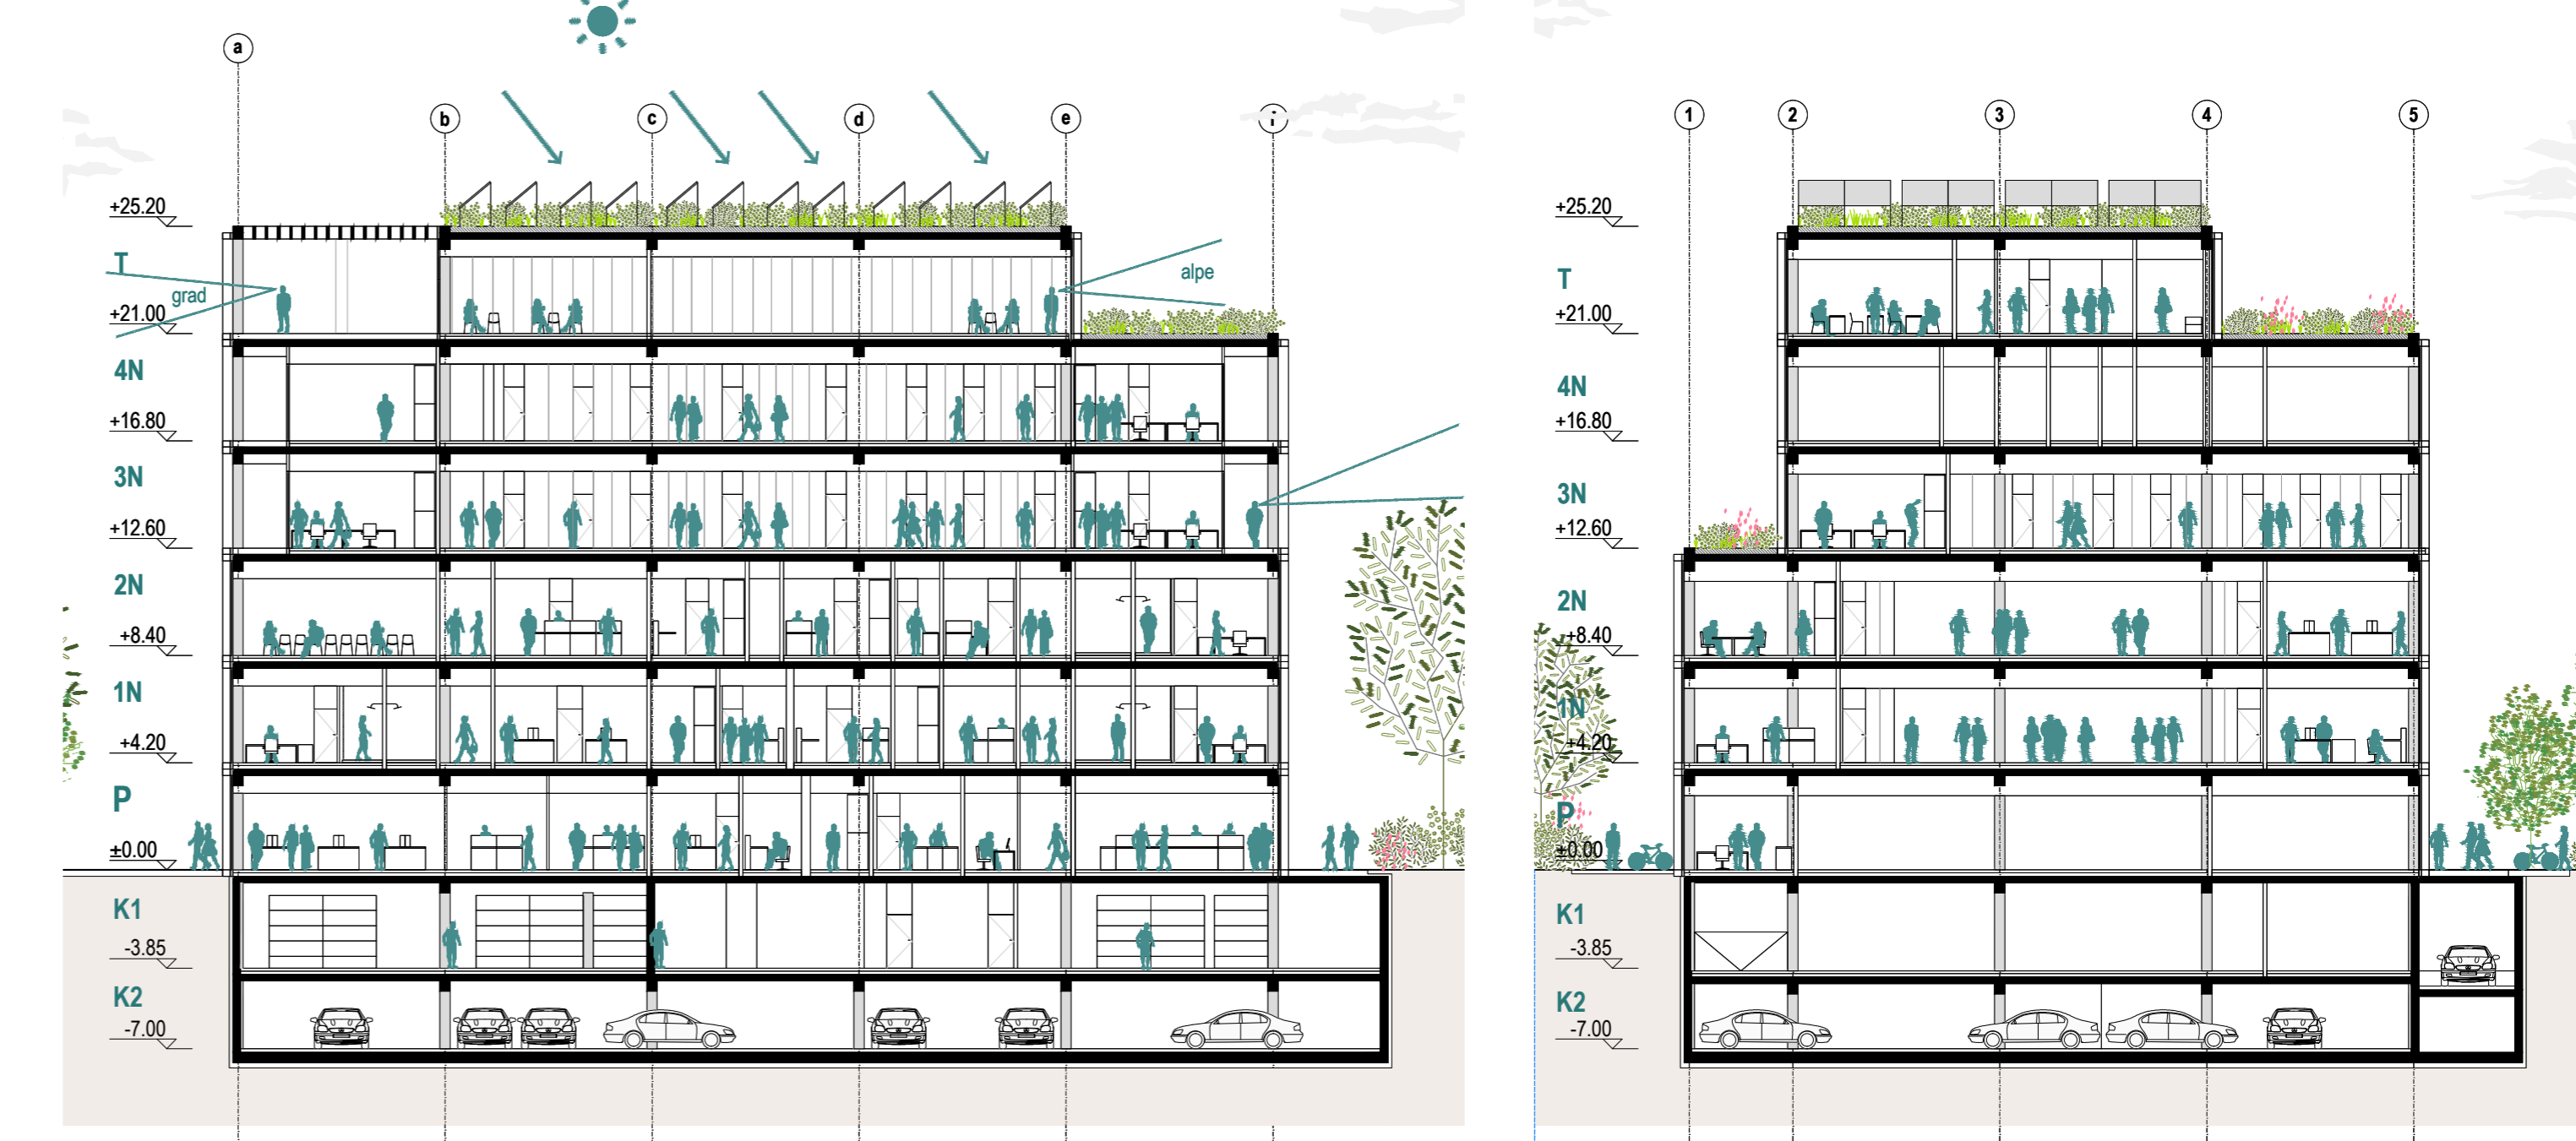 a
b
c
d
e
+25.20
T
grad
alpe
+21.00
4N
+16.80
3N
+12.60
2N
+8.40
1N
+4.20
P
±0.00
K1
-3.85
K2
-7.00
1
2
3
4
5
+25.20
T
+21.00
4N
+16.80
3N
+12.60
2N
+8.40
1N
+4.20
P
±0.00
K1
-3.85
K2
-7.00